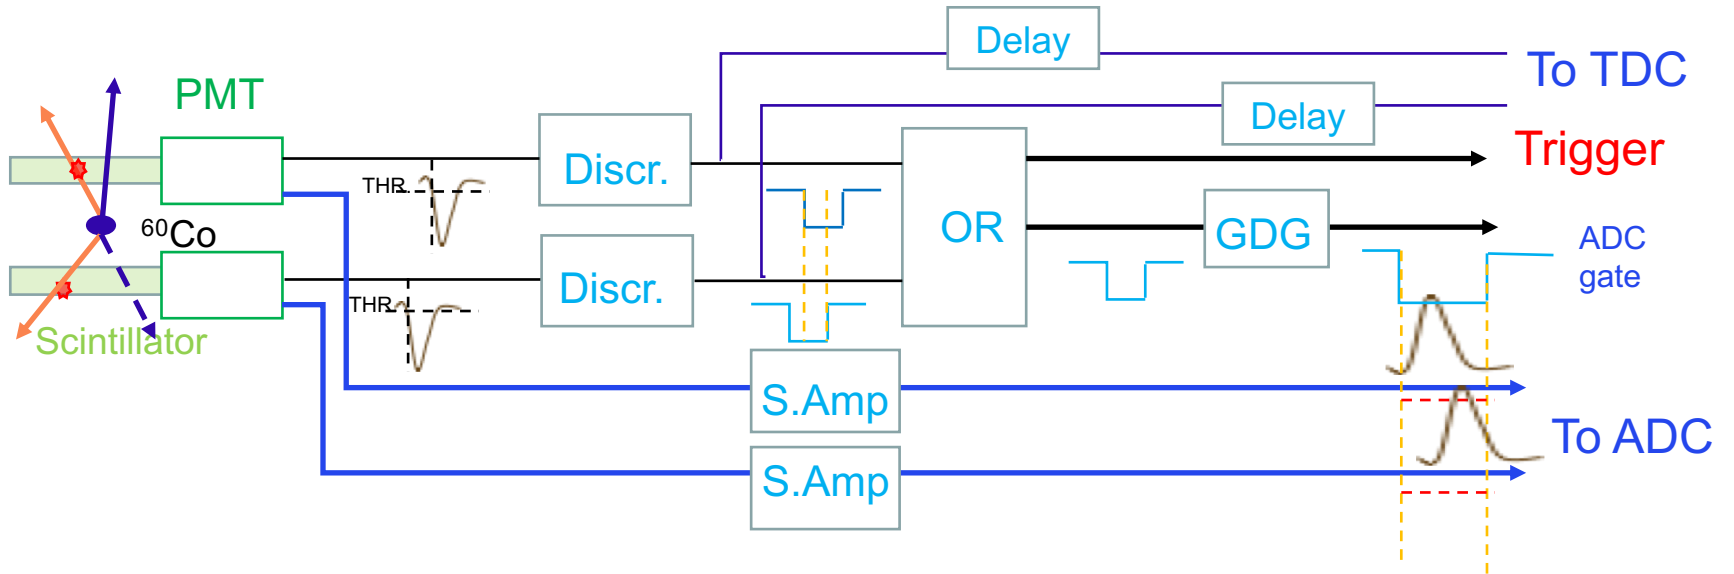 Delay
To TDC
PMT
Delay
Trigger
Discr.
THR.
60Co
OR
GDG
ADC
gate
Discr.
THR.
Scintillator
S.Amp
To ADC
S.Amp